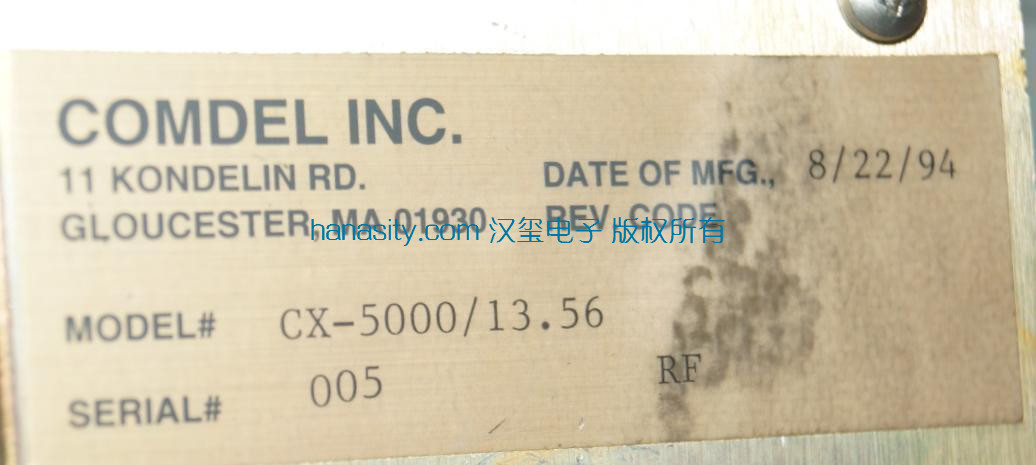 COMDEL INC.
11 KONDELIN RD.
DATE OF MFG., 8/22/94
GLOUCESTER, MA 01930
REV. CODE
hanasity.com 汉玺电子 版权所有
MODEL# CX-5000/13.56
SERIAL# 005
RF